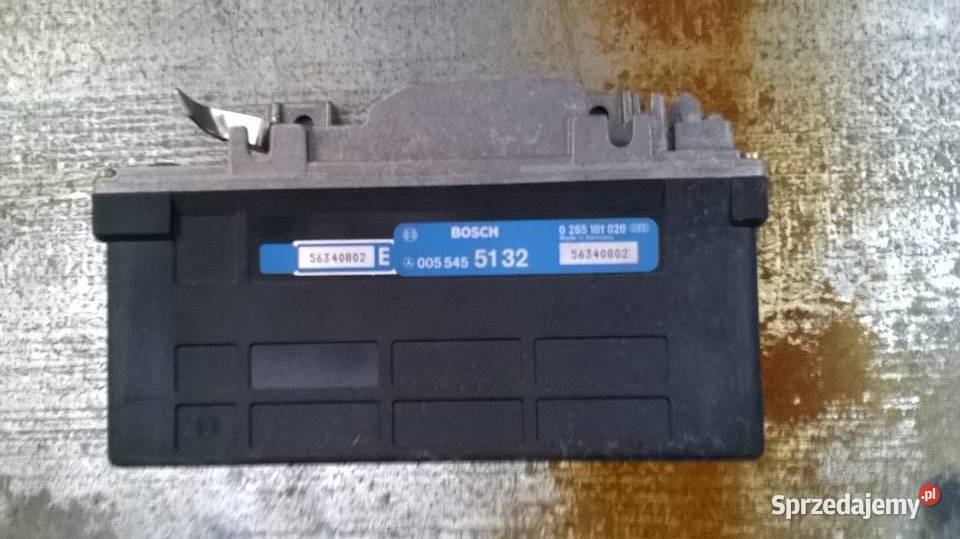 BOSCH
0 265 101 020
Made in Germany
56340802 E
005 545 51 32
56340802
Sprzedajemy.pl